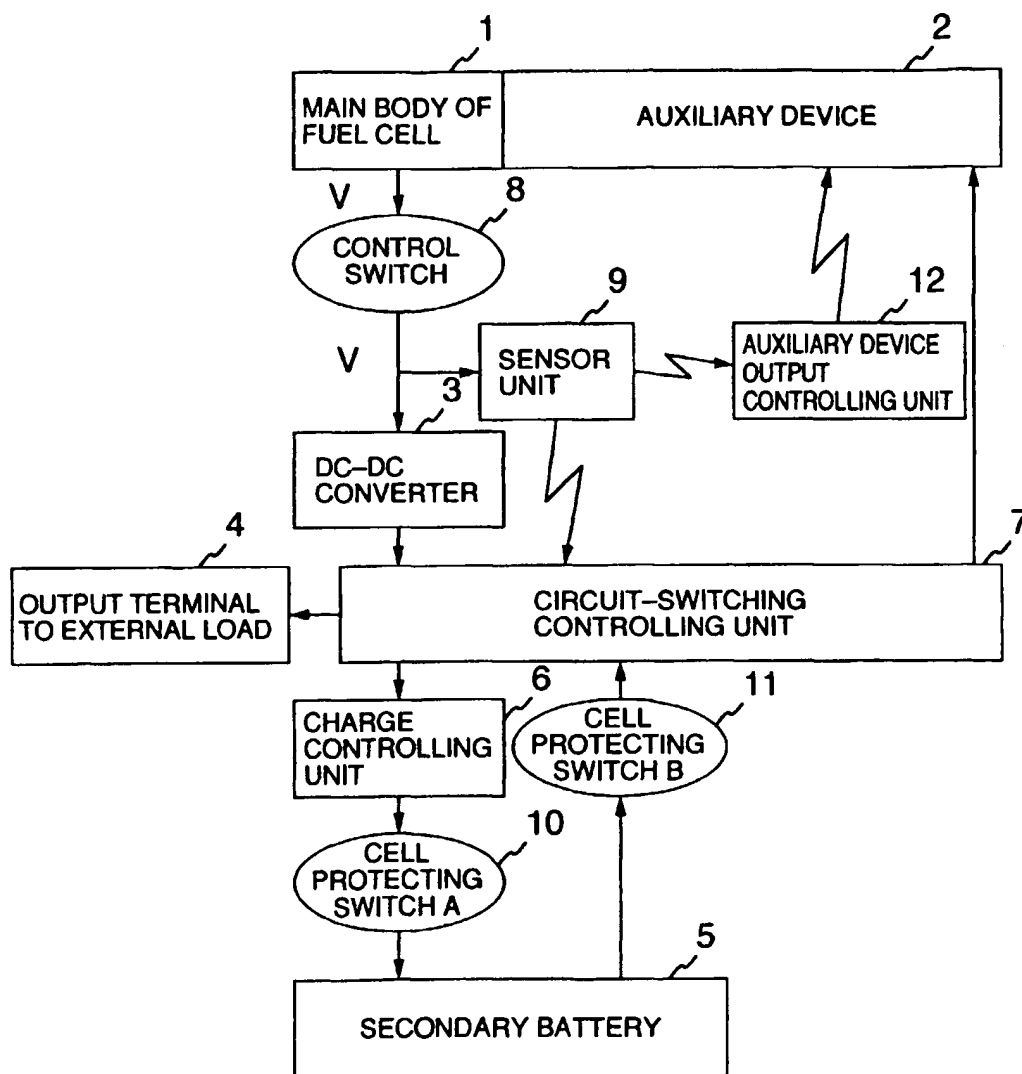 1
2
MAIN BODY OF
FUEL CELL
AUXILIARY DEVICE
V
8
CONTROL
SWITCH
9
12
V
SENSOR
UNIT
AUXILIARY DEVICE
OUTPUT
CONTROLLING UNIT
3
DC–DC
CONVERTER
4
7
OUTPUT TERMINAL
TO EXTERNAL LOAD
CIRCUIT–SWITCHING
CONTROLLING UNIT
6
11
CHARGE
CONTROLLING
UNIT
CELL
PROTECTING
SWITCH B
10
CELL
PROTECTING
SWITCH A
5
SECONDARY BATTERY